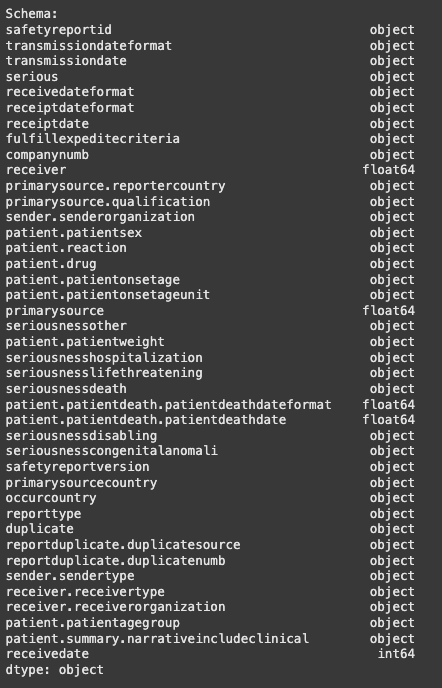 Schema:
safetyreportid object
transmissiondateformat object
transmissiondate object
serious object
receivedateformat object
receiptdateformat object
receiptdate object
fulfillexpeditecriteria object
companynumb object
receiver float64
primarysource.reportercountry object
primarysource.qualification object
sender.senderorganization object
patient.patientsex object
patient.reaction object
patient.drug object
patient.patientonsetage object
patient.patientonsetageunit object
primarysource float64
seriousnessother object
patient.patientweight object
seriousnesshospitalization object
seriousnesslifethreatening object
seriousnessdeath object
patient.patientdeath.patientdeathdateformat float64
patient.patientdeath.patientdeathdate float64
seriousnessdisabling object
seriousnesscongenitalanomali object
safetyreportversion object
primarysourcecountry object
occurcountry object
reporttype object
duplicate object
reportduplicate.duplicatesource object
reportduplicate.duplicatenumb object
sender.sendertype object
receiver.receivertype object
receiver.receiverorganization object
patient.patientagegroup object
patient.summary.narrativeincludeclinical object
receivedate int64
dtype: object